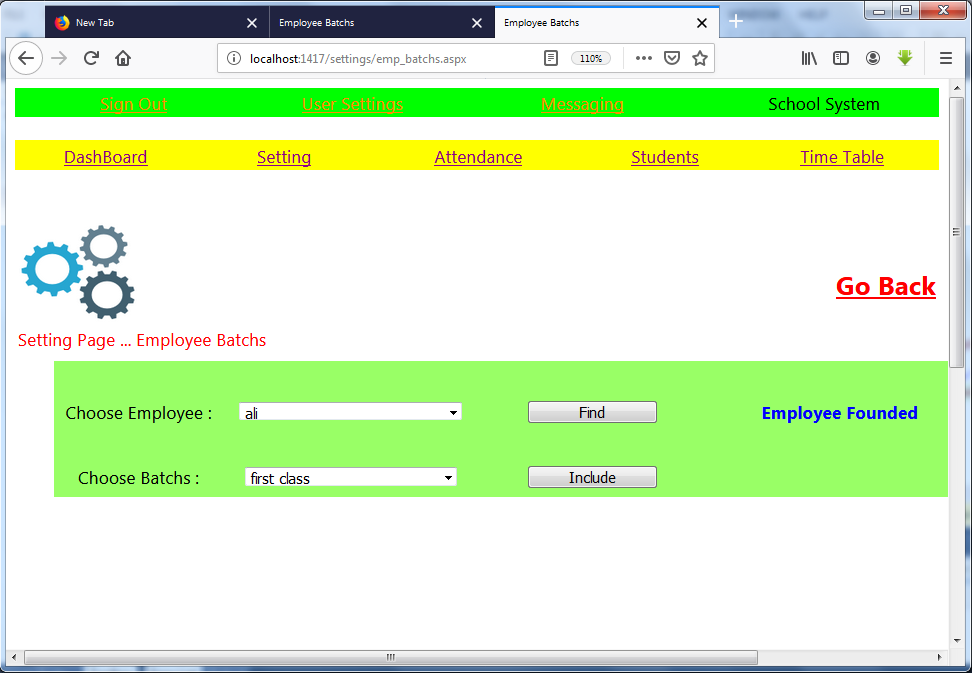 New Tab
Employee Batchs
Employee Batchs
localhost:1417/settings/emp_batchs.aspx
110%
Sign Out User Settings Messaging School System
DashBoard Setting Attendance Students Time Table
Go Back
Setting Page ... Employee Batchs
Choose Employee : ali Find Employee Founded
Choose Batchs : first class Include